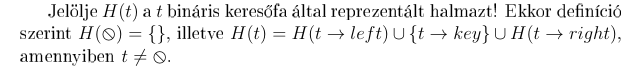 Jelölje H(t) a t bináris keresőfa által reprezentált halmazt! Ekkor definíció
szerint H(⊗) = {}, illetve H(t) = H(t → left) ∪ {t → key} ∪ H(t → right),
amennyiben t ≠ ⊗.